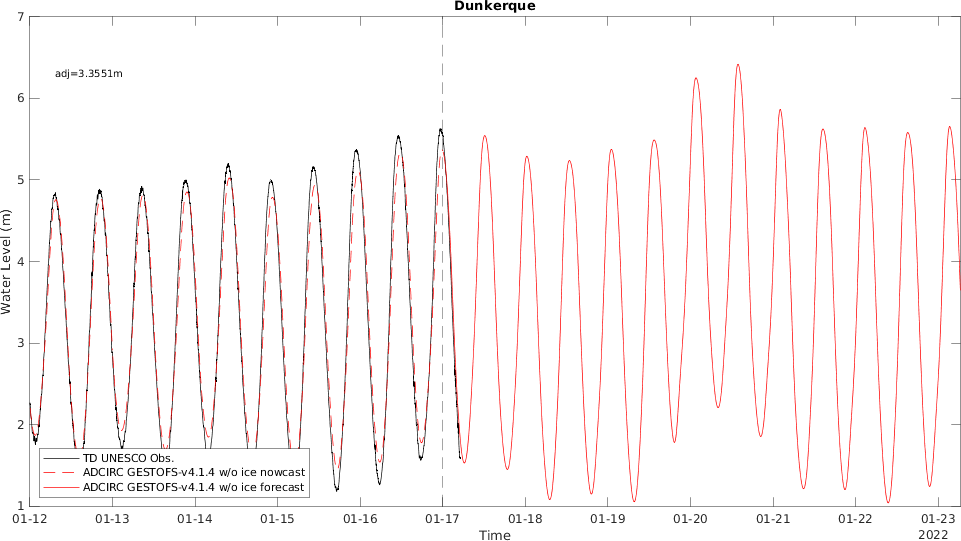 Dunkerque
7
6
5
4
3
2
1
Water Level (m)
adj=3.3551m
TD UNESCO Obs.
ADCIRC GESTOFS-v4.1.4 w/o ice nowcast
ADCIRC GESTOFS-v4.1.4 w/o ice forecast
01-12 01-13 01-14 01-15 01-16 01-17 01-18 01-19 01-20 01-21 01-22 01-23
Time
2022